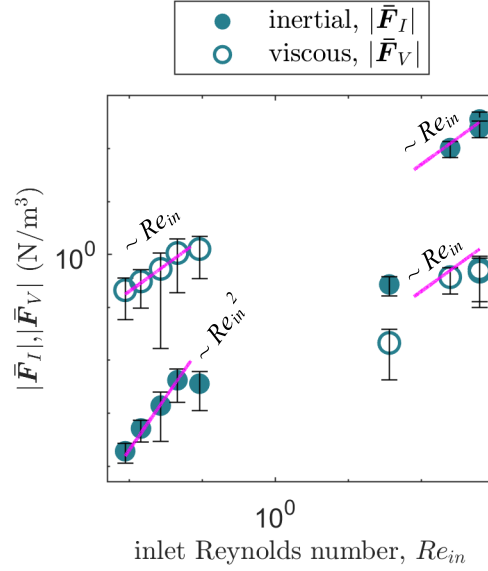 inertial, |F̄_I|
viscous, |F̄_V|
~ Re_in
~ Re_in
10^0
~ Re_in
~ Re_in^2
|F̄_I|,|F̄_V| (N/m^3)
10^0
inlet Reynolds number, Re_in